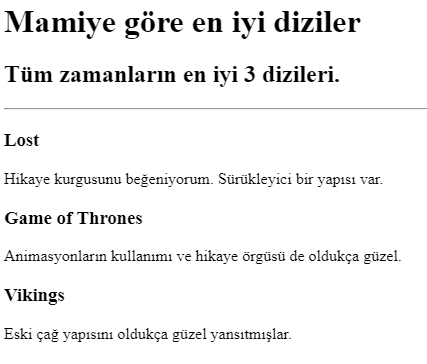 Mamiye göre en iyi diziler
Tüm zamanların en iyi 3 dizileri.
Lost
Hikaye kurgusunu beğeniyorum. Sürükleyici bir yapısı var.
Game of Thrones
Animasyonların kullanımı ve hikaye örgüsü de oldukça güzel.
Vikings
Eski çağ yapısını oldukça güzel yansıtmışlar.